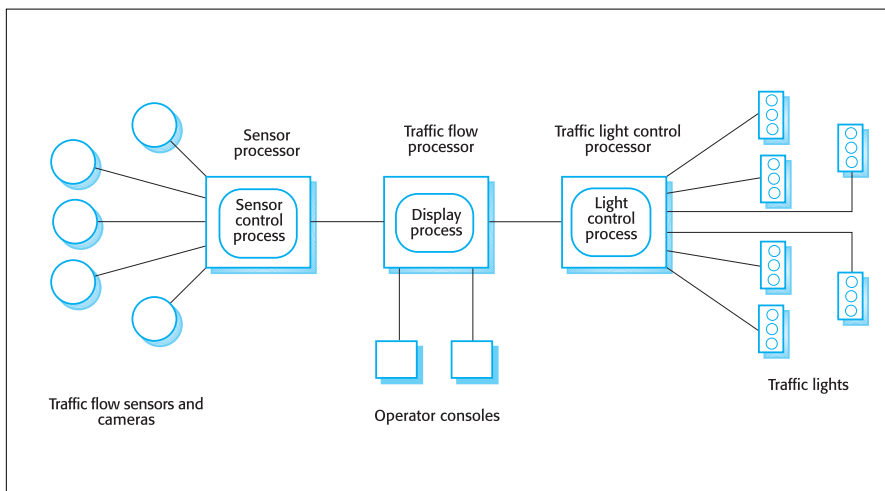 Sensor
processor
Traffic flow
processor
Traffic light control
processor
Sensor
control
process
Display
process
Light
control
process
Traffic flow sensors and
cameras
Operator consoles
Traffic lights